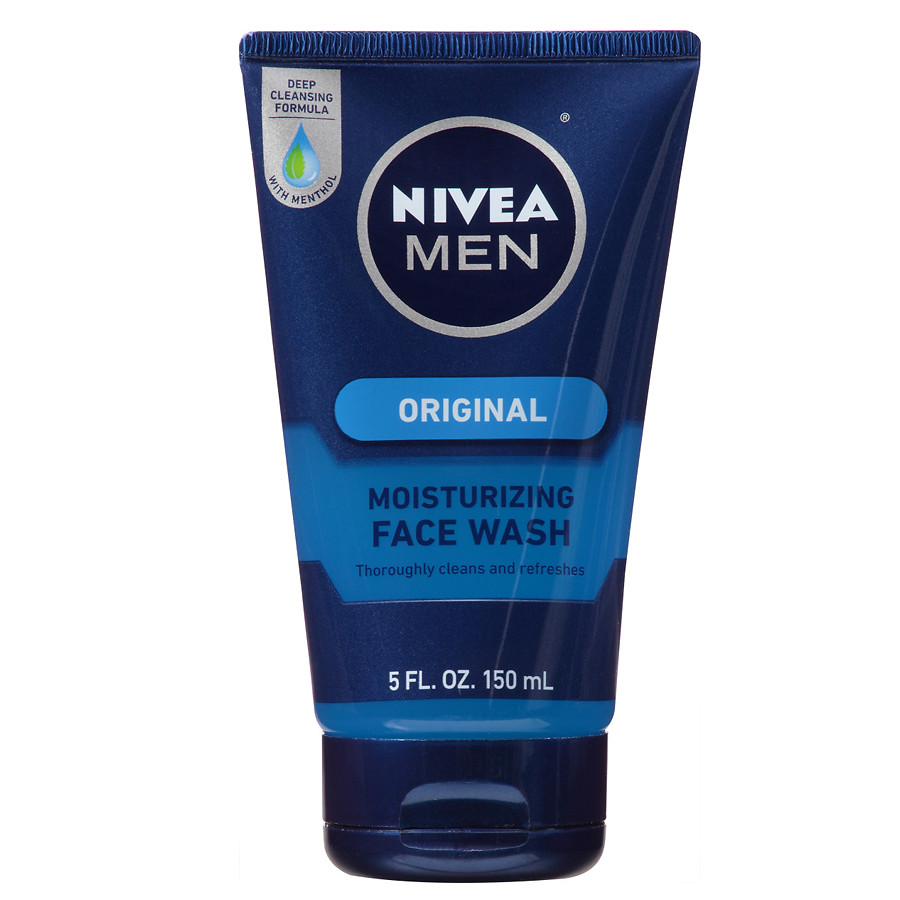 DEEP
CLEANSING
FORMULA
WITH MENTHOL
®
NIVEA
MEN
ORIGINAL
MOISTURIZING
FACE WASH
Thoroughly cleans and refreshes
5 FL. OZ. 150 mL